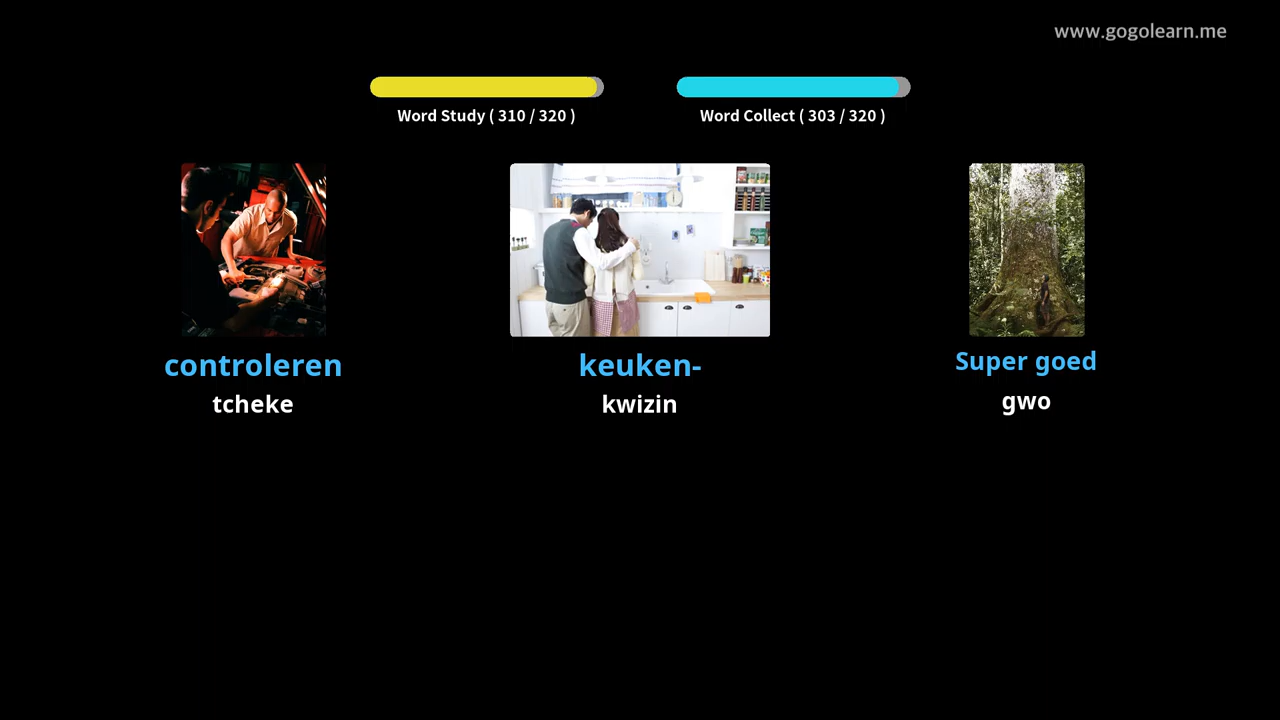 www.gogolearn.me
Word Study ( 310 / 320 )
Word Collect ( 303 / 320 )
controleren
tcheke
keuken-
kwizin
Super goed
gwo